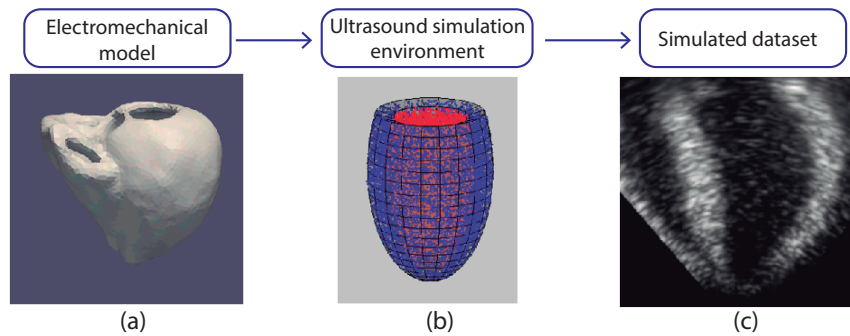 Electromechanical
model
Ultrasound simulation
environment
Simulated dataset
(a)
(b)
(c)